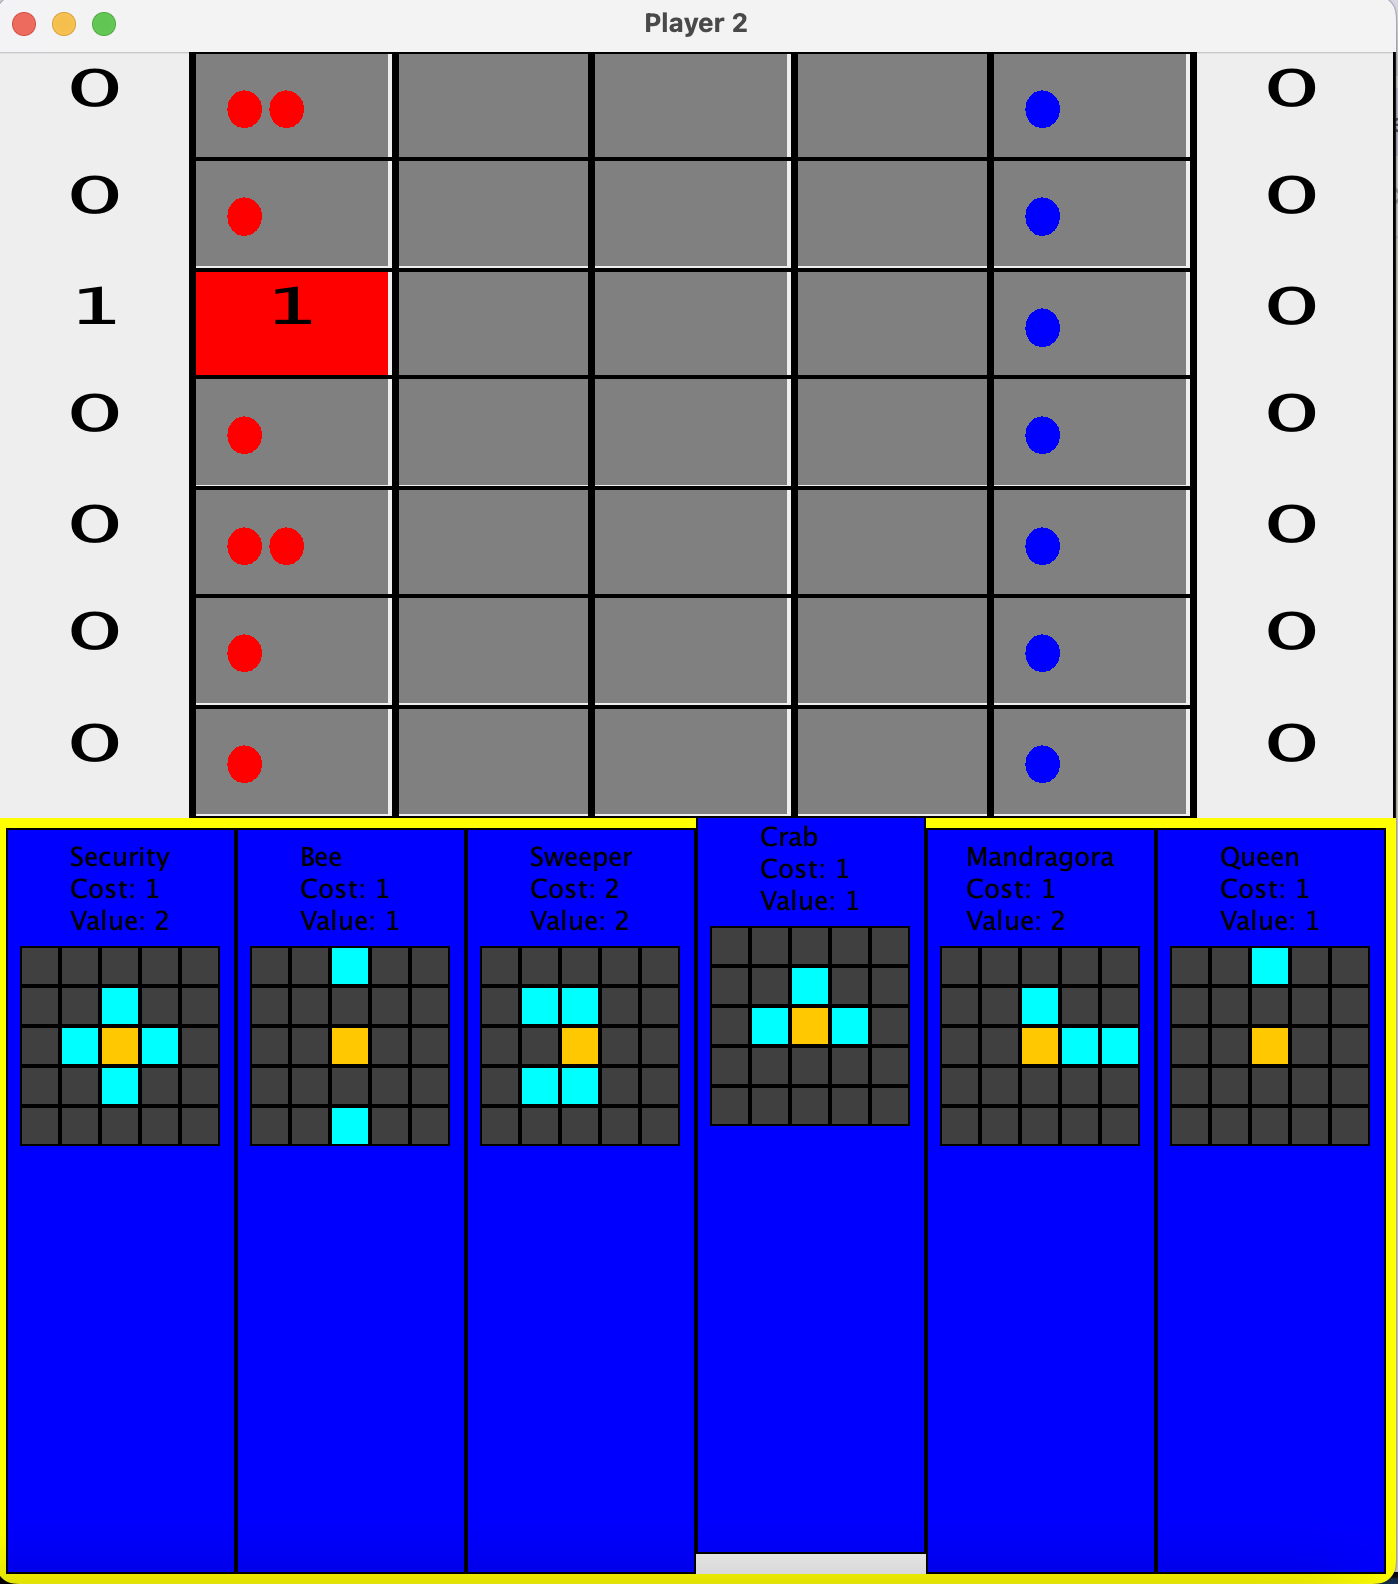 Player 2
0 0
0 0
1 1 0
0 0
0 0
0 0
0 0
Security
Cost: 1
Value: 2
Bee
Cost: 1
Value: 1
Sweeper
Cost: 2
Value: 2
Crab
Cost: 1
Value: 1
Mandragora
Cost: 1
Value: 2
Queen
Cost: 1
Value: 1